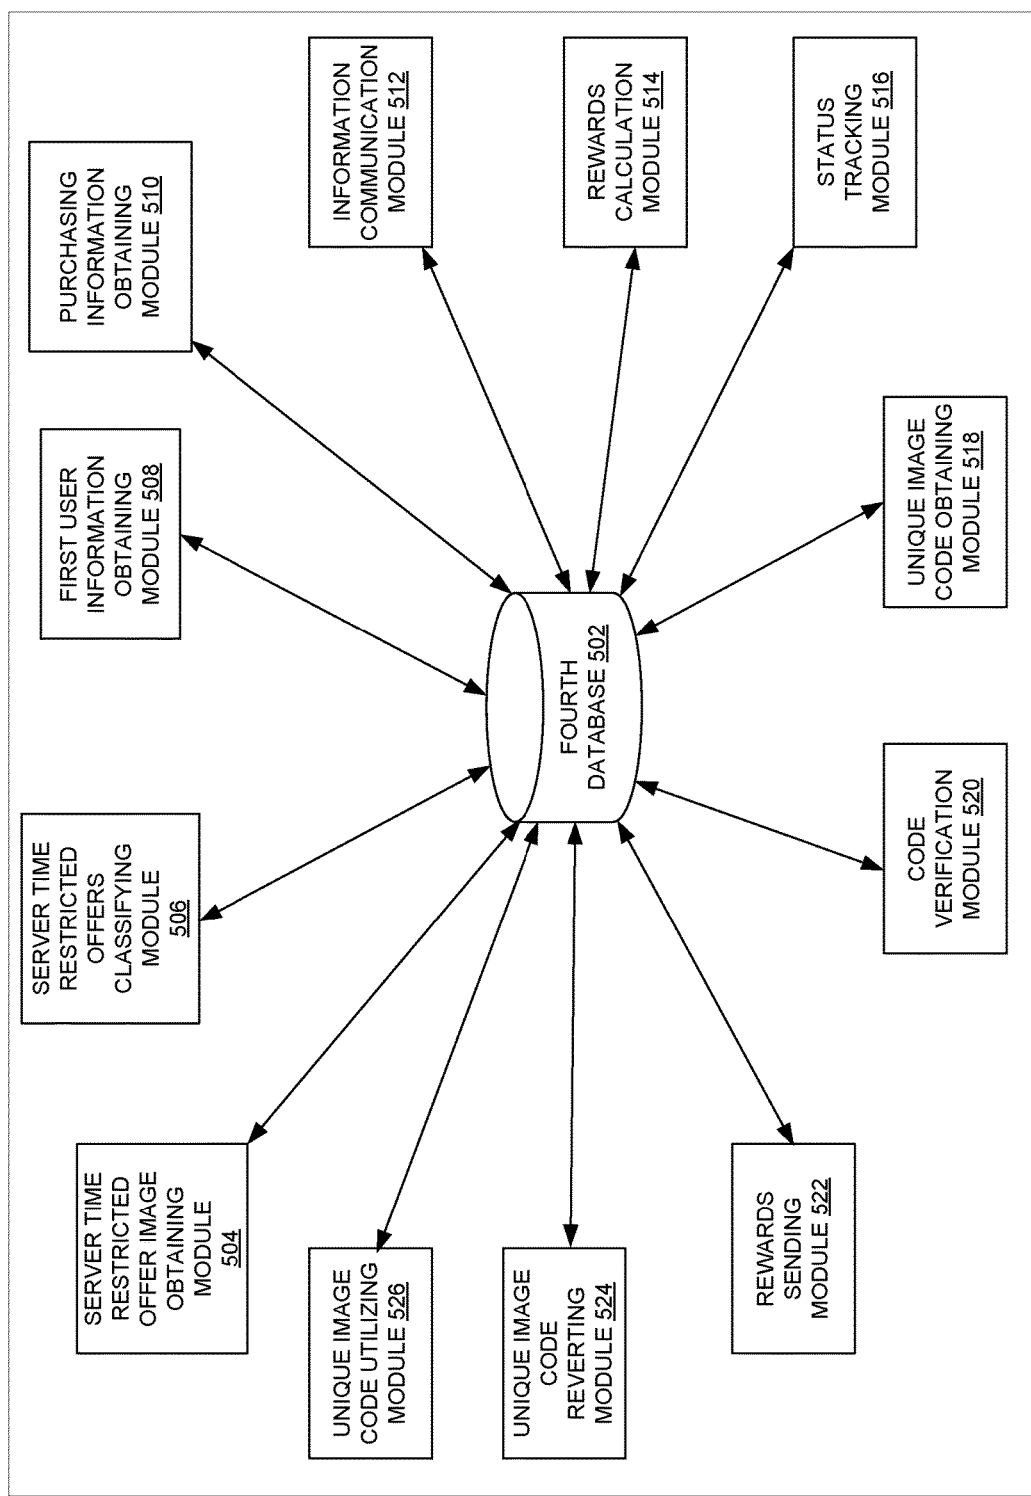 SERVER TIME
RESTRICTED
OFFER IMAGE
OBTAINING
MODULE
504
SERVER TIME
RESTRICTED
OFFERS
CLASSIFYING
MODULE
506
FIRST USER
INFORMATION
OBTAINING
MODULE 508
PURCHASING
INFORMATION
OBTAINING
MODULE 510
INFORMATION
COMMUNICATION
MODULE 512
REWARDS
CALCULATION
MODULE 514
STATUS
TRACKING
MODULE 516
UNIQUE IMAGE
CODE OBTAINING
MODULE 518
CODE
VERIFICATION
MODULE 520
REWARDS
SENDING
MODULE 522
UNIQUE IMAGE
CODE
REVERTING
MODULE 524
UNIQUE IMAGE
CODE UTILIZING
MODULE 526
FOURTH
DATABASE 502